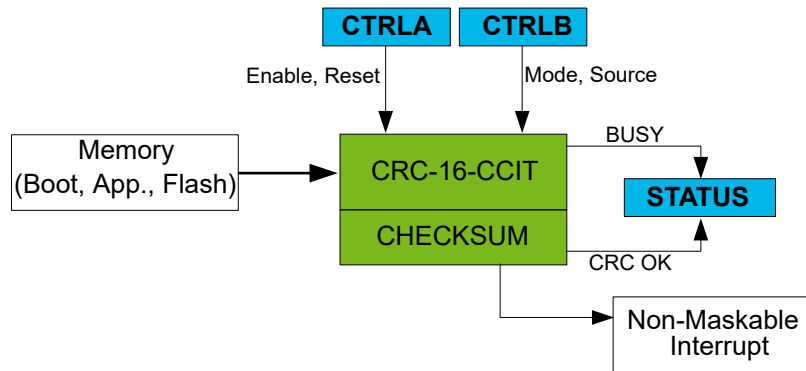 CTRLA
CTRLB
Enable, Reset
Mode, Source
Memory
(Boot, App., Flash)
CRC-16-CCIT
BUSY
STATUS
CHECKSUM
CRC OK
Non-Maskable
Interrupt